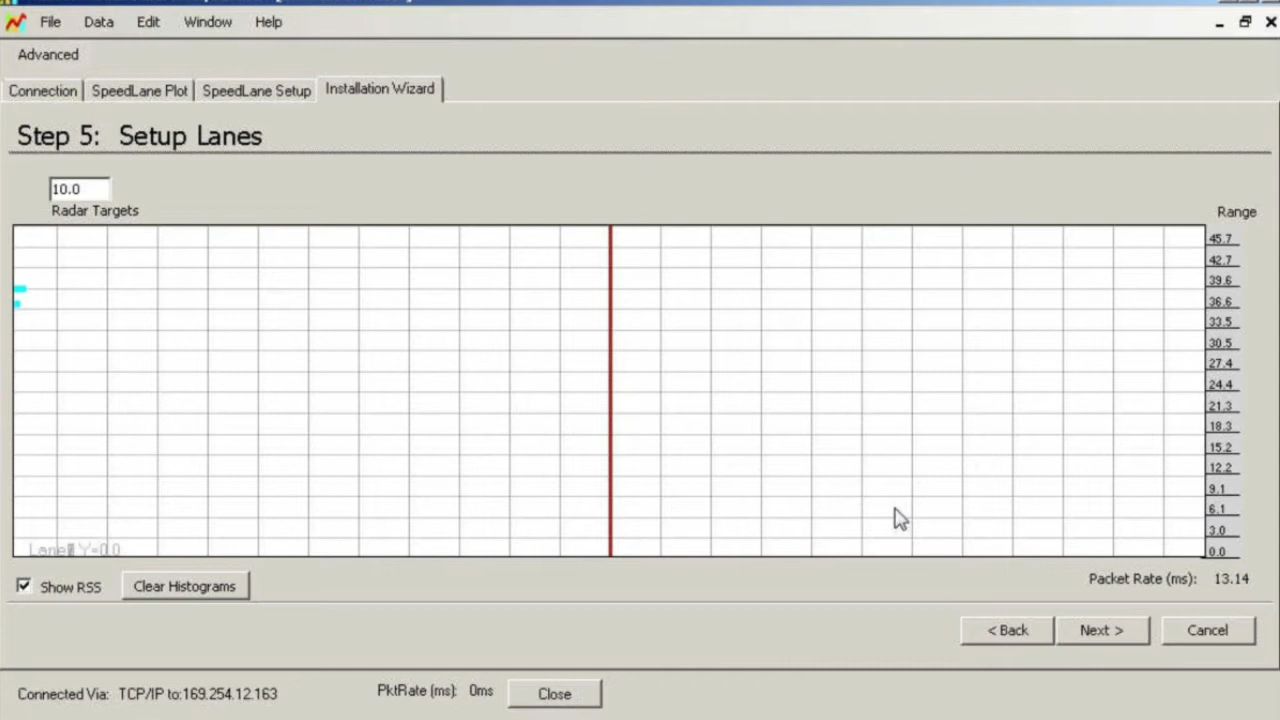 File Data Edit Window Help
Advanced
Connection SpeedLane Plot SpeedLane Setup Installation Wizard
Step 5: Setup Lanes
10.0
Radar Targets
Range
45.7
42.7
39.6
36.6
33.5
30.5
27.4
24.4
21.3
18.3
15.2
12.2
9.1
6.1
3.0
0.0
Y=0.0
Show RSS Clear Histograms
Packet Rate (ms): 13.14
< Back Next > Cancel
Connected Via: TCP/IP to:169.254.12.163 PktRate (ms): 0ms Close